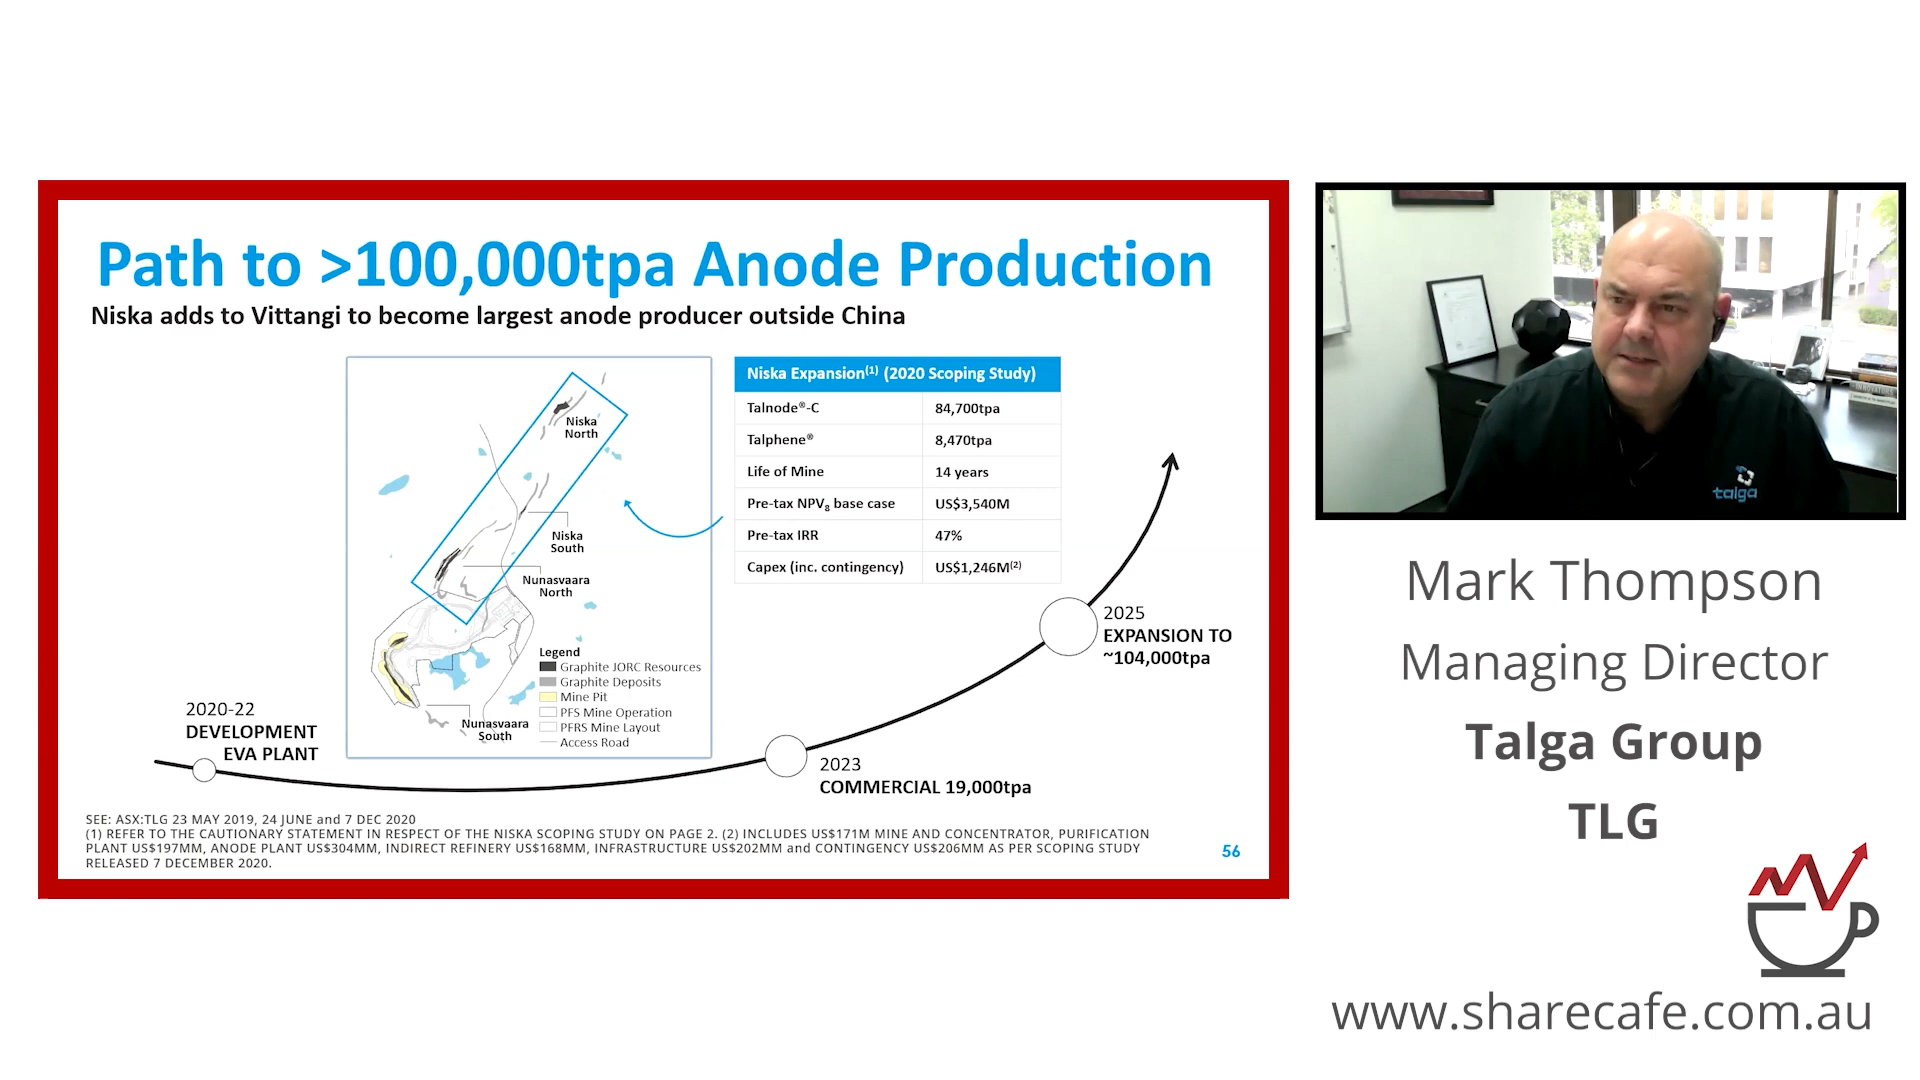 Path to >100,000tpa Anode Production
Niska adds to Vittangi to become largest anode producer outside China
Niska
North
Niska
South
Nunasvaara
North
Nunasvaara
South
Legend
Graphite JORC Resources
Graphite Deposits
Mine Pit
PFS Mine Operation
PFRS Mine Layout
Access Road
Niska Expansion(1) (2020 Scoping Study)
Talnode®-C 84,700tpa
Talphene® 8,470tpa
Life of Mine 14 years
Pre-tax NPV8 base case US$3,540M
Pre-tax IRR 47%
Capex (inc. contingency) US$1,246M(2)
2020-22
DEVELOPMENT
EVA PLANT
2023
COMMERCIAL 19,000tpa
2025
EXPANSION TO
~104,000tpa
SEE: ASX:TLG 23 MAY 2019, 24 JUNE and 7 DEC 2020
(1) REFER TO THE CAUTIONARY STATEMENT IN RESPECT OF THE NISKA SCOPING STUDY ON PAGE 2. (2) INCLUDES US$171M MINE AND CONCENTRATOR, PURIFICATION
PLANT US$197MM, ANODE PLANT US$304MM, INDIRECT REFINERY US$168MM, INFRASTRUCTURE US$202MM and CONTINGENCY US$206MM AS PER SCOPING STUDY
RELEASED 7 DECEMBER 2020.
56
talga
Mark Thompson
Managing Director
Talga Group
TLG
www.sharecafe.com.au